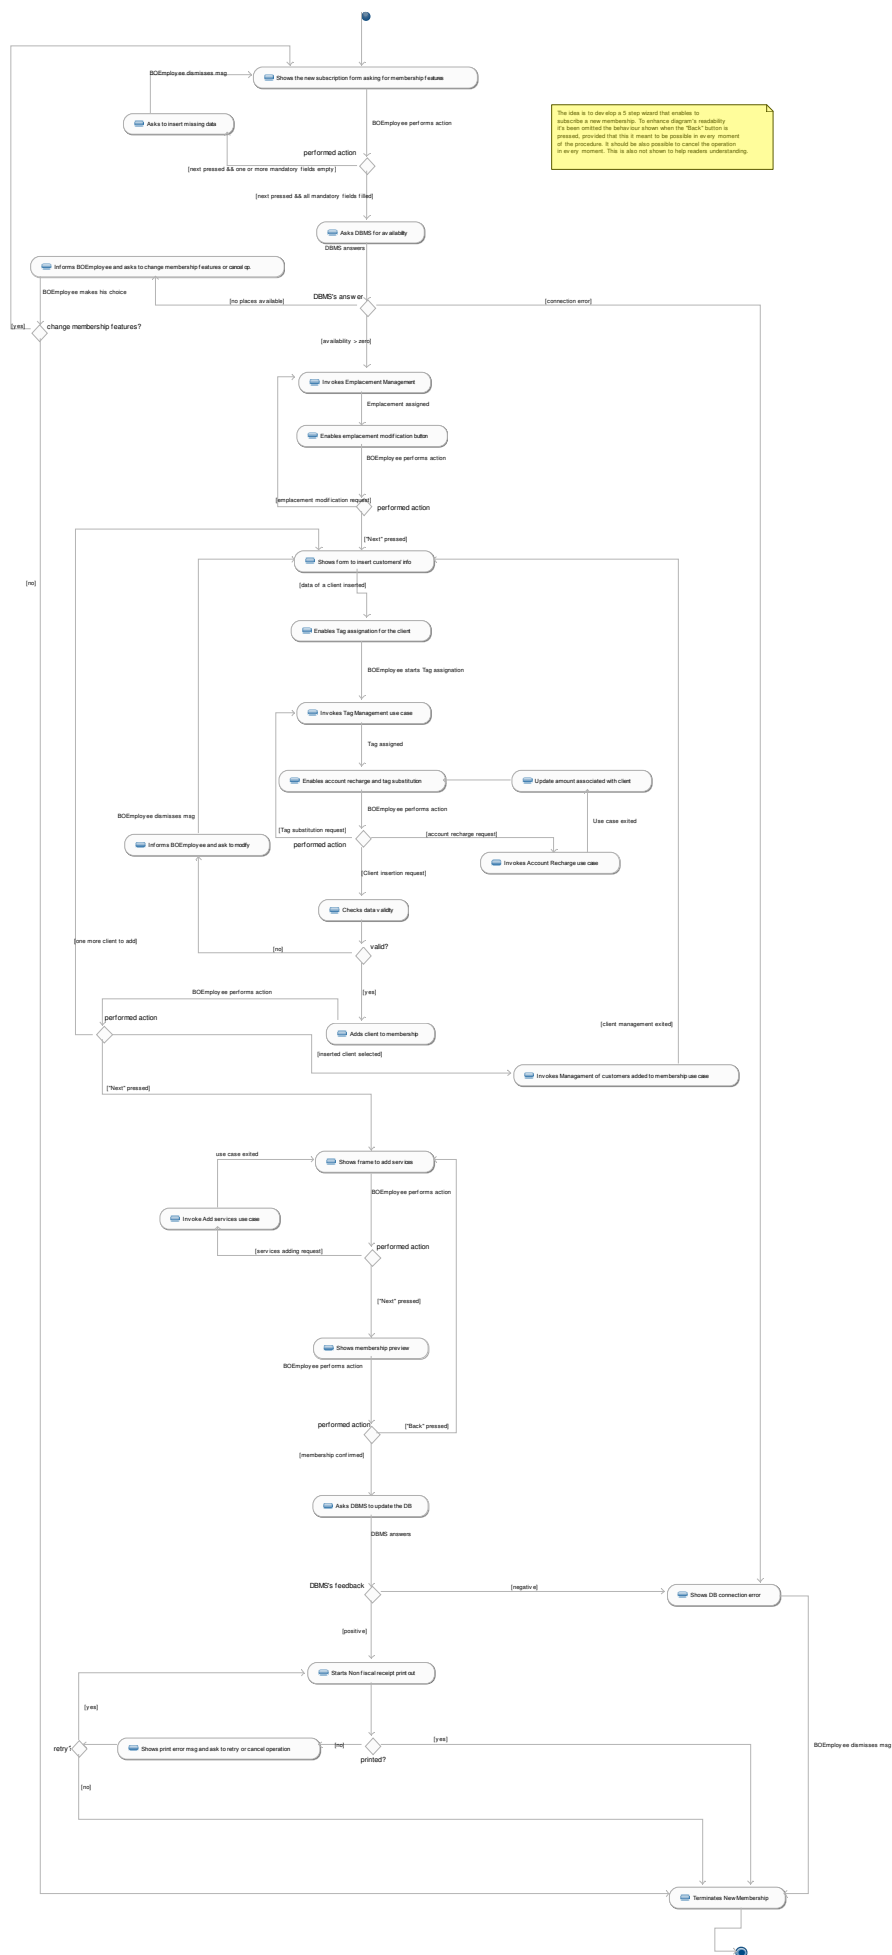 BOEmployee dismisses msg
Shows the new subscription form asking for membership features
Asks to insert missing data
BOEmployee performs action
The idea is to develop a 5 step wizard that enables to
subscribe a new membership. To enhance diagram's readability
it's been omitted the behaviour shown when the "Back" button is
pressed, provided that this it meant to be possible in every moment
of the procedure. It should be also possible to cancel the operation
in every moment. This is also not shown to help readers understanding.
performed action
[next pressed && one or more mandatory fields empty]
[next pressed && all mandatory fields filled]
Asks DBMS for availability
DBMS answers
Informs BOEmployee and asks to change membership features or cancel op.
BOEmployee makes his choice
DBMS's answer
[no places available]
[connection error]
[yes]
change membership features?
[availability > zero]
Invokes Emplacement Management
Emplacement assigned
Enables emplacement modification button
BOEmployee performs action
[emplacement modification request]
performed action
["Next" pressed]
Shows form to insert customers' info
[no]
[data of a client inserted]
Enables Tag assignation for the client
BOEmployee starts Tag assignation
Invokes Tag Management use case
Tag assigned
Enables account recharge and tag substitution
Update amount associated with client
BOEmployee performs action
BOEmployee dismisses msg
Use case exited
[Tag substitution request]
[account recharge request]
performed action
Informs BOEmployee and ask to modify
Invokes Account Recharge use case
[Client insertion request]
Checks data validity
[one more client to add]
valid?
[no]
[yes]
BOEmployee performs action
performed action
Adds client to membership
[client management exited]
[inserted client selected]
Invokes Management of customers added to membership use case
["Next" pressed]
use case exited
Shows frame to add services
BOEmployee performs action
Invoke Add services use case
performed action
[services adding request]
["Next" pressed]
Shows membership preview
BOEmployee performs action
performed action
["Back" pressed]
[membership confirmed]
Asks DBMS to update the DB
DBMS answers
DBMS's feedback
[negative]
Shows DB connection error
[positive]
Starts Non fiscal receipt print out
[yes]
retry?
Shows print error msg and ask to retry or cancel operation
[no]
[yes]
printed?
BOEmployee dismisses msg
[no]
Terminates New Membership